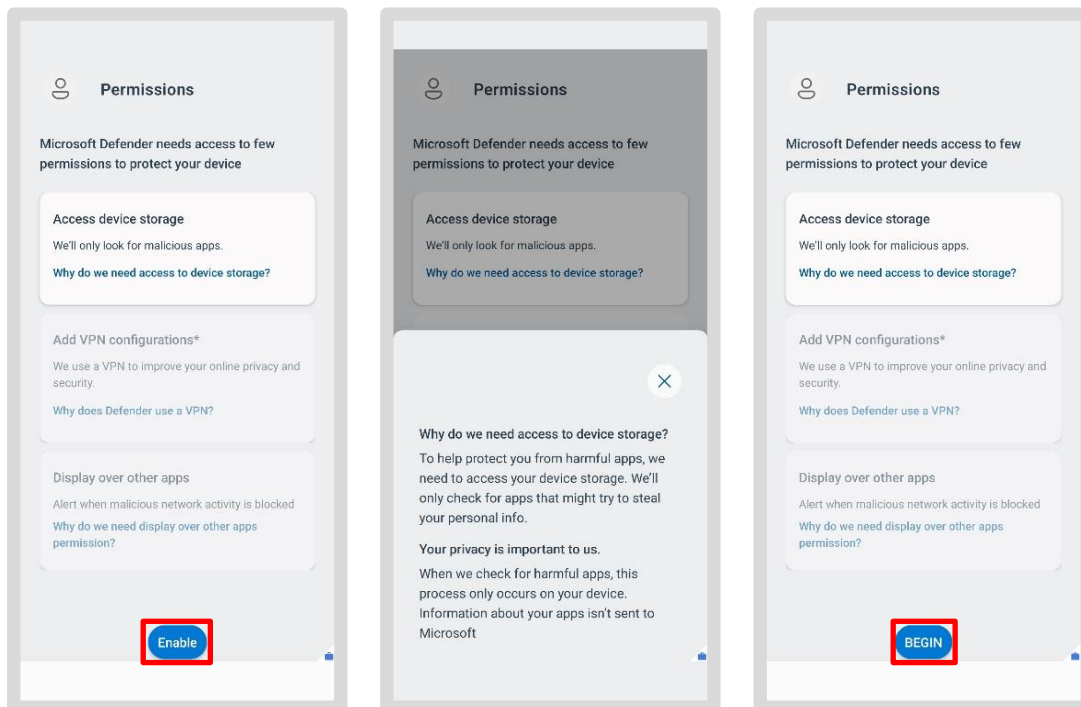 Permissions
Microsoft Defender needs access to few
permissions to protect your device
Access device storage
We'll only look for malicious apps.
Why do we need access to device storage?
Add VPN configurations*
We use a VPN to improve your online privacy and
security.
Why does Defender use a VPN?
Display over other apps
Alert when malicious network activity is blocked
Why do we need display over other apps
permission?
Enable
Permissions
Microsoft Defender needs access to few
permissions to protect your device
Access device storage
We'll only look for malicious apps.
Why do we need access to device storage?
Why do we need access to device storage?
To help protect you from harmful apps, we
need to access your device storage. We'll
only check for apps that might try to steal
your personal info.
Your privacy is important to us.
When we check for harmful apps, this
process only occurs on your device.
Information about your apps isn't sent to
Microsoft
Permissions
Microsoft Defender needs access to few
permissions to protect your device
Access device storage
We'll only look for malicious apps.
Why do we need access to device storage?
Add VPN configurations*
We use a VPN to improve your online privacy and
security.
Why does Defender use a VPN?
Display over other apps
Alert when malicious network activity is blocked
Why do we need display over other apps
permission?
BEGIN